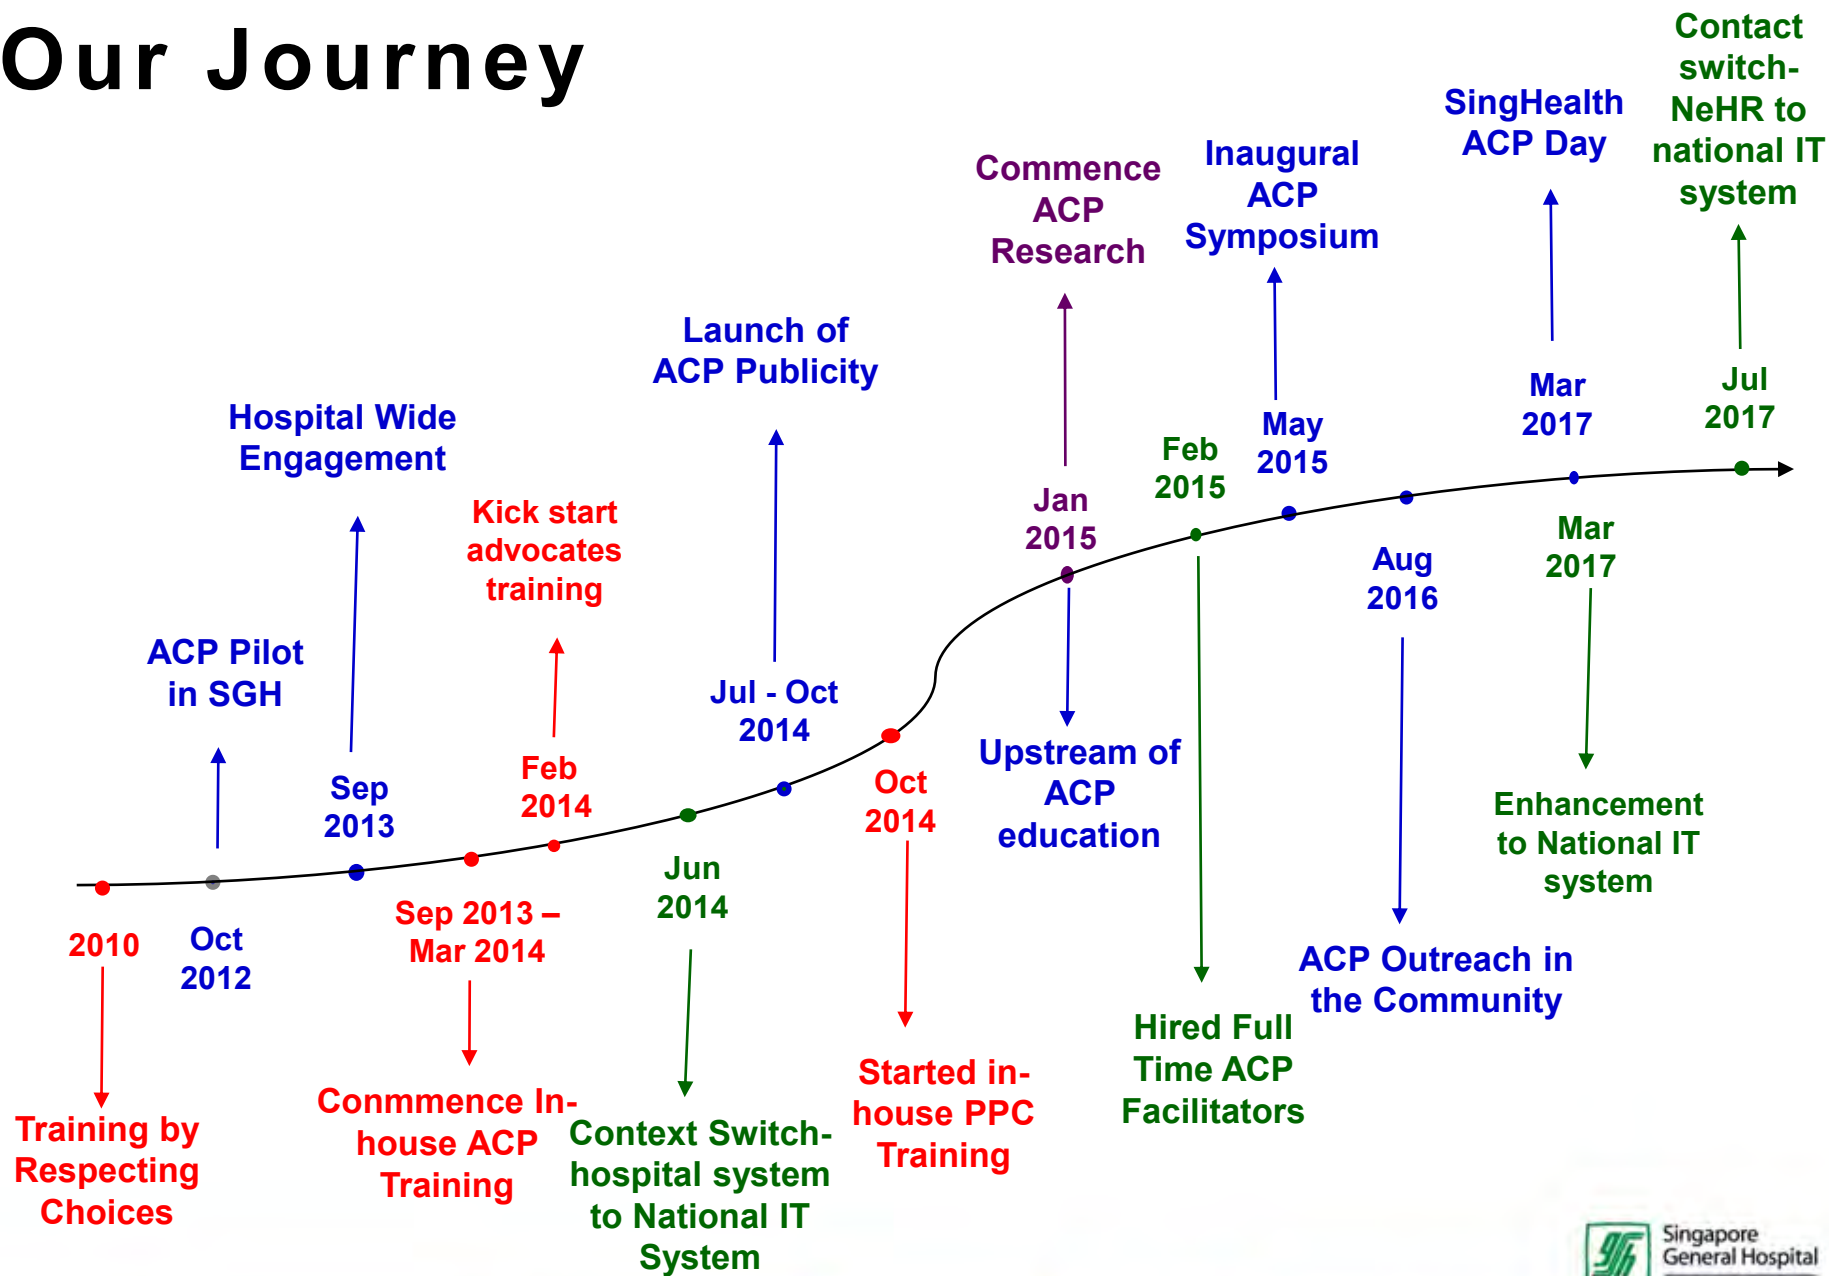 Our Journey
Contact
switch-
NeHR to
national IT
system
SingHealth
ACP Day
Inaugural
ACP
Symposium
Commence
ACP
Research
Launch of
ACP Publicity
Hospital Wide
Engagement
Kick start
advocates
training
ACP Pilot
in SGH
Jul
2017
Mar
2017
May
2015
Feb
2015
Jan
2015
Jul - Oct
2014
Feb
2014
Sep
2013
Mar
2017
Aug
2016
Oct
2014
Jun
2014
Sep 2013 –
Mar 2014
Oct
2012
2010
Upstream of
ACP
education
Enhancement
to National IT
system
ACP Outreach in
the Community
Hired Full
Time ACP
Facilitators
Started in-
house PPC
Training
Context Switch-
hospital system
to National IT
System
Conmmence In-
house ACP
Training
Training by
Respecting
Choices
Singapore
General Hospital